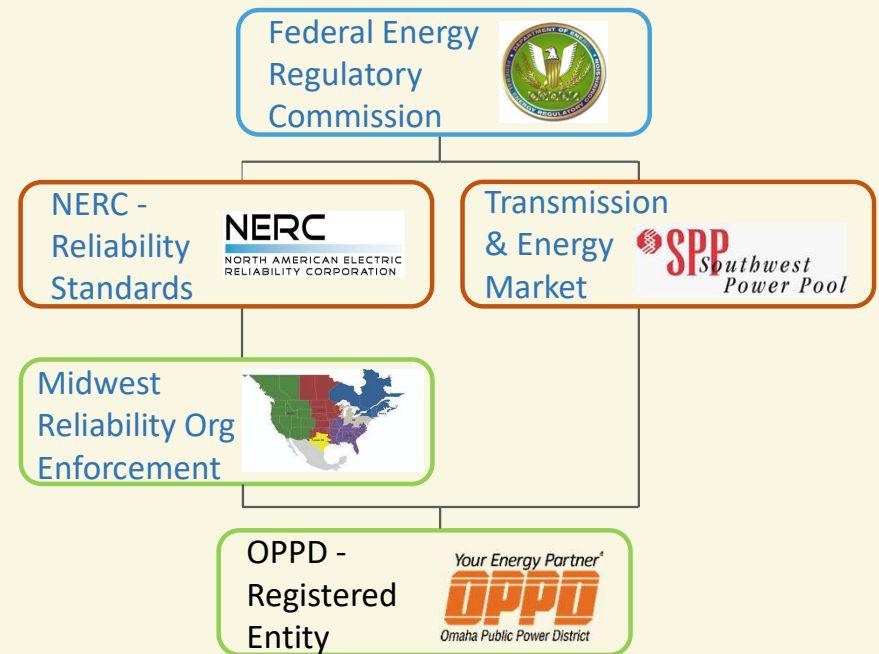 Federal Energy
Regulatory
Commission
NERC -
Reliability
Standards
NERC
NORTH AMERICAN ELECTRIC
RELIABILITY CORPORATION
Transmission
& Energy
Market
SPP
Southwest
Power Pool
Midwest
Reliability Org
Enforcement
OPPD -
Registered
Entity
Your Energy Partner®
OPPD
Omaha Public Power District